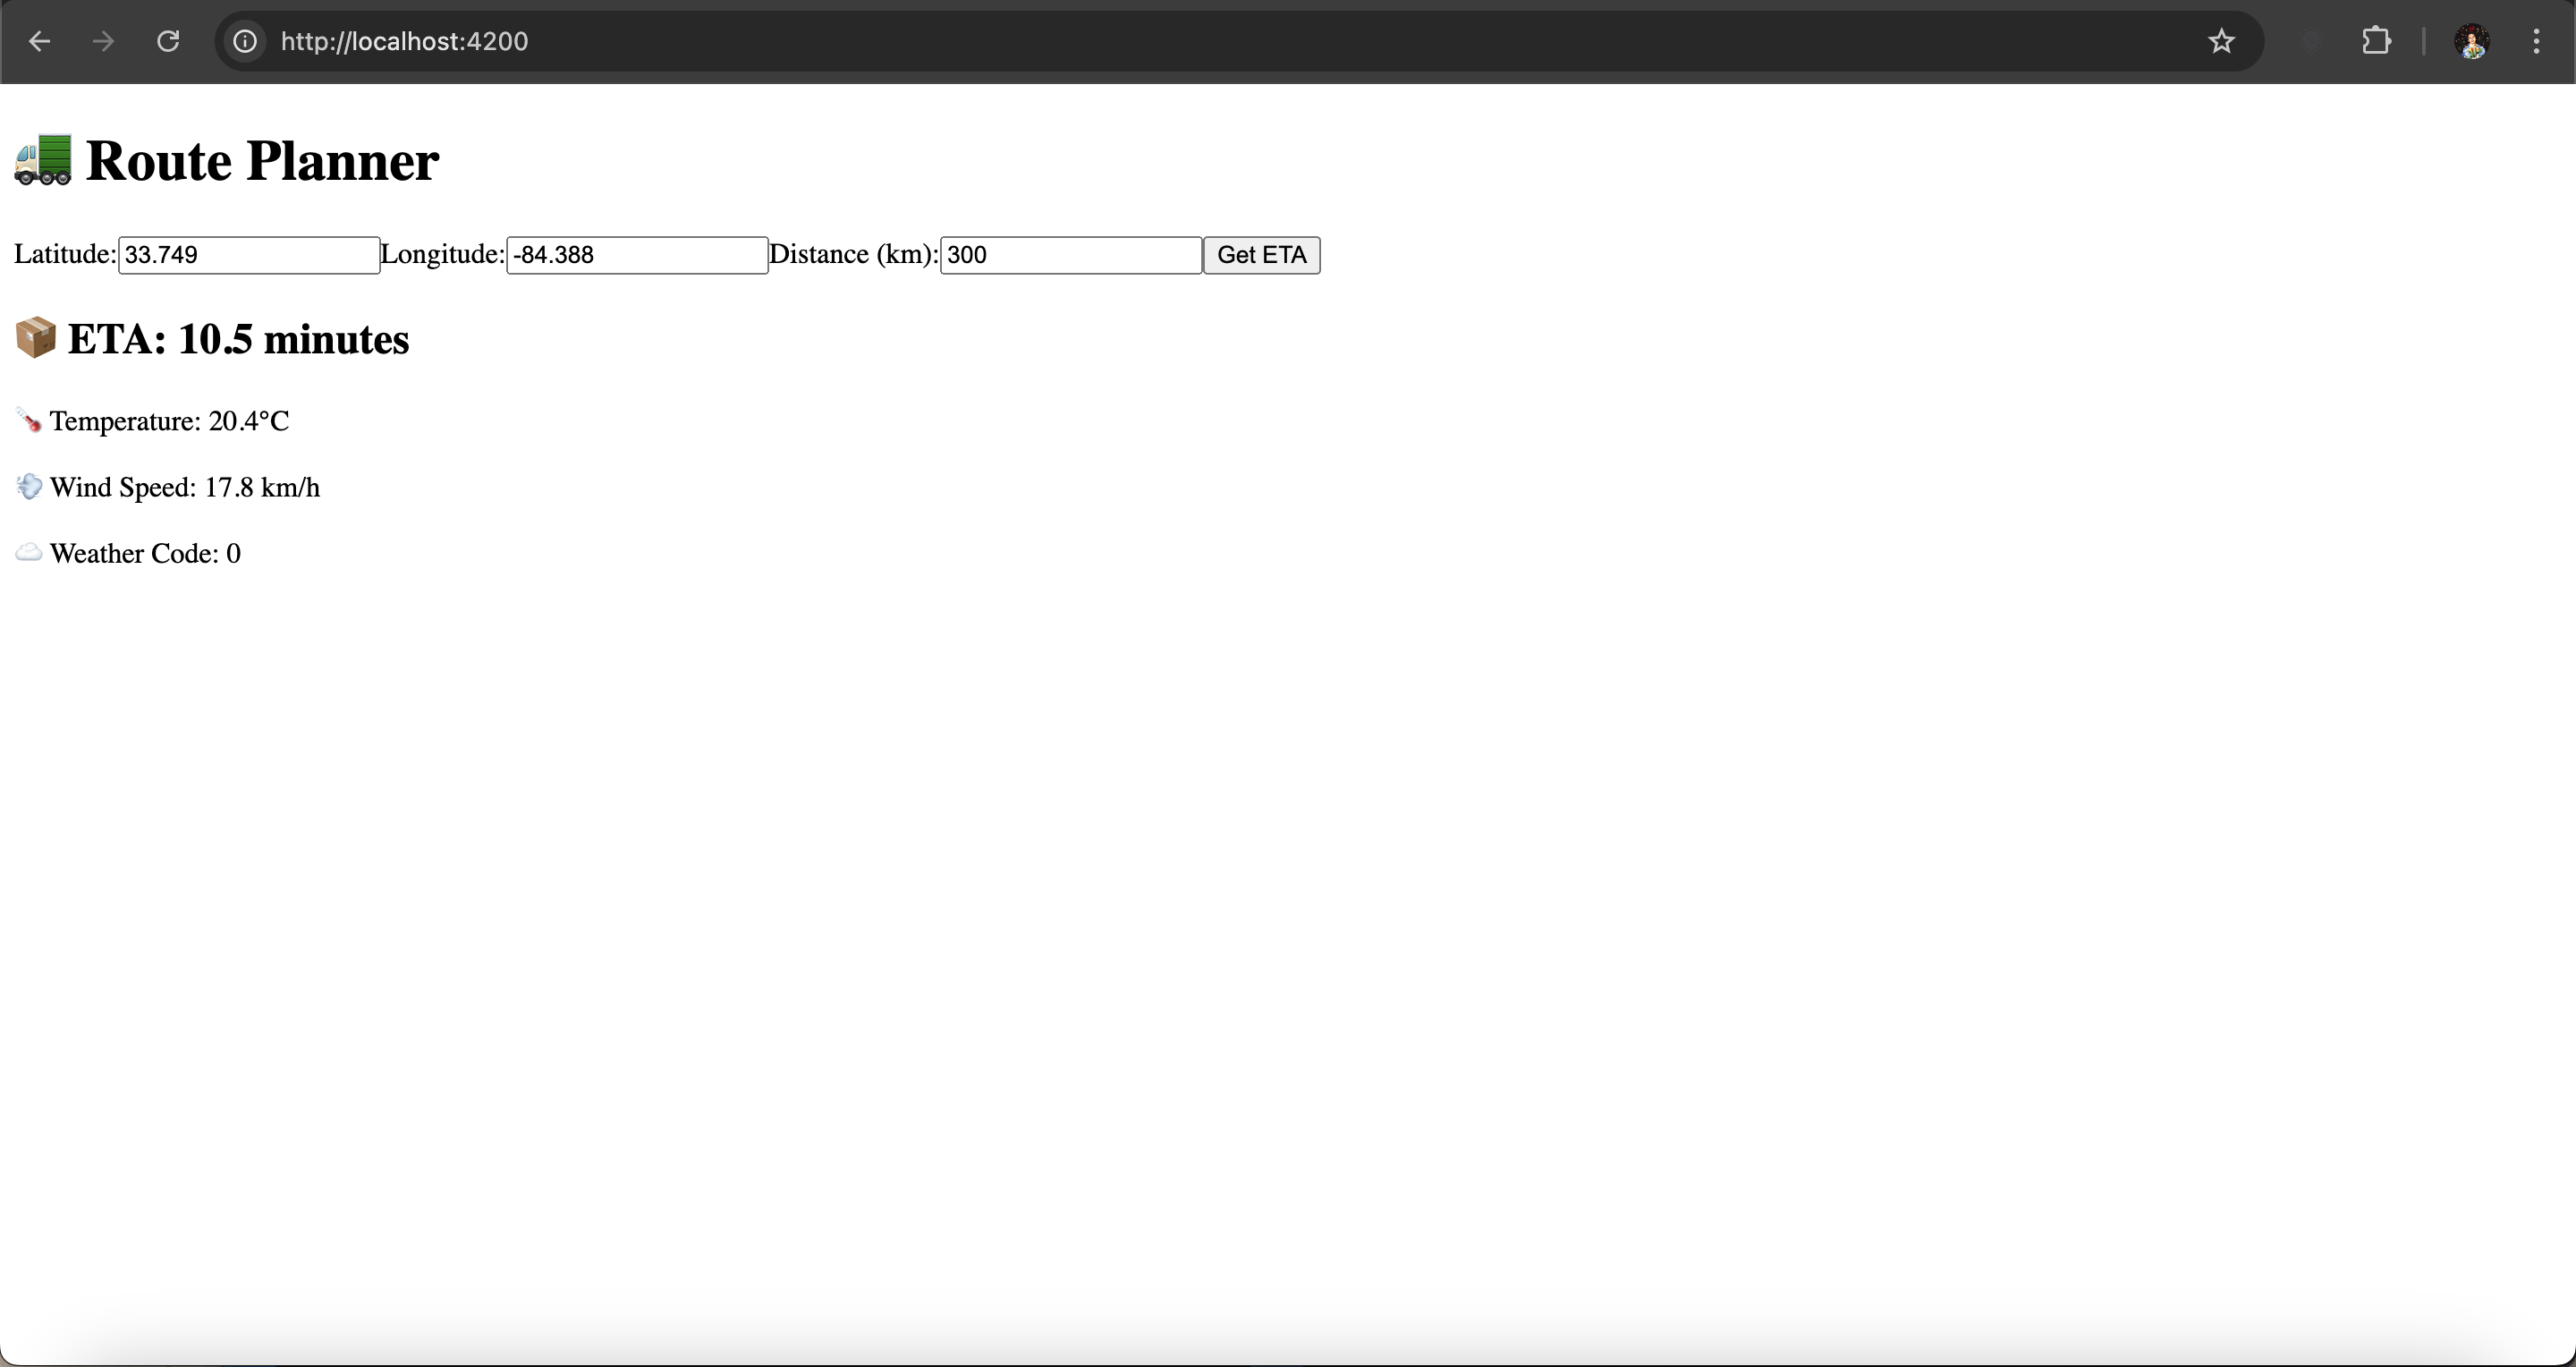 http://localhost:4200
🚛 Route Planner
Latitude: 33.749 Longitude: -84.388 Distance (km): 300 Get ETA
📦 ETA: 10.5 minutes
🌡️ Temperature: 20.4°C
💨 Wind Speed: 17.8 km/h
☁️ Weather Code: 0